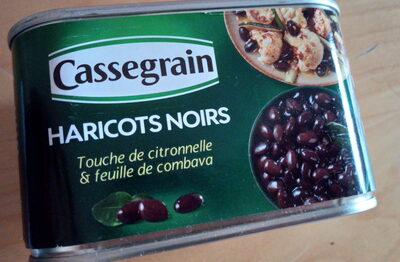 Cassegrain
HARICOTS NOIRS
Touche de citronnelle
& feuille de combava